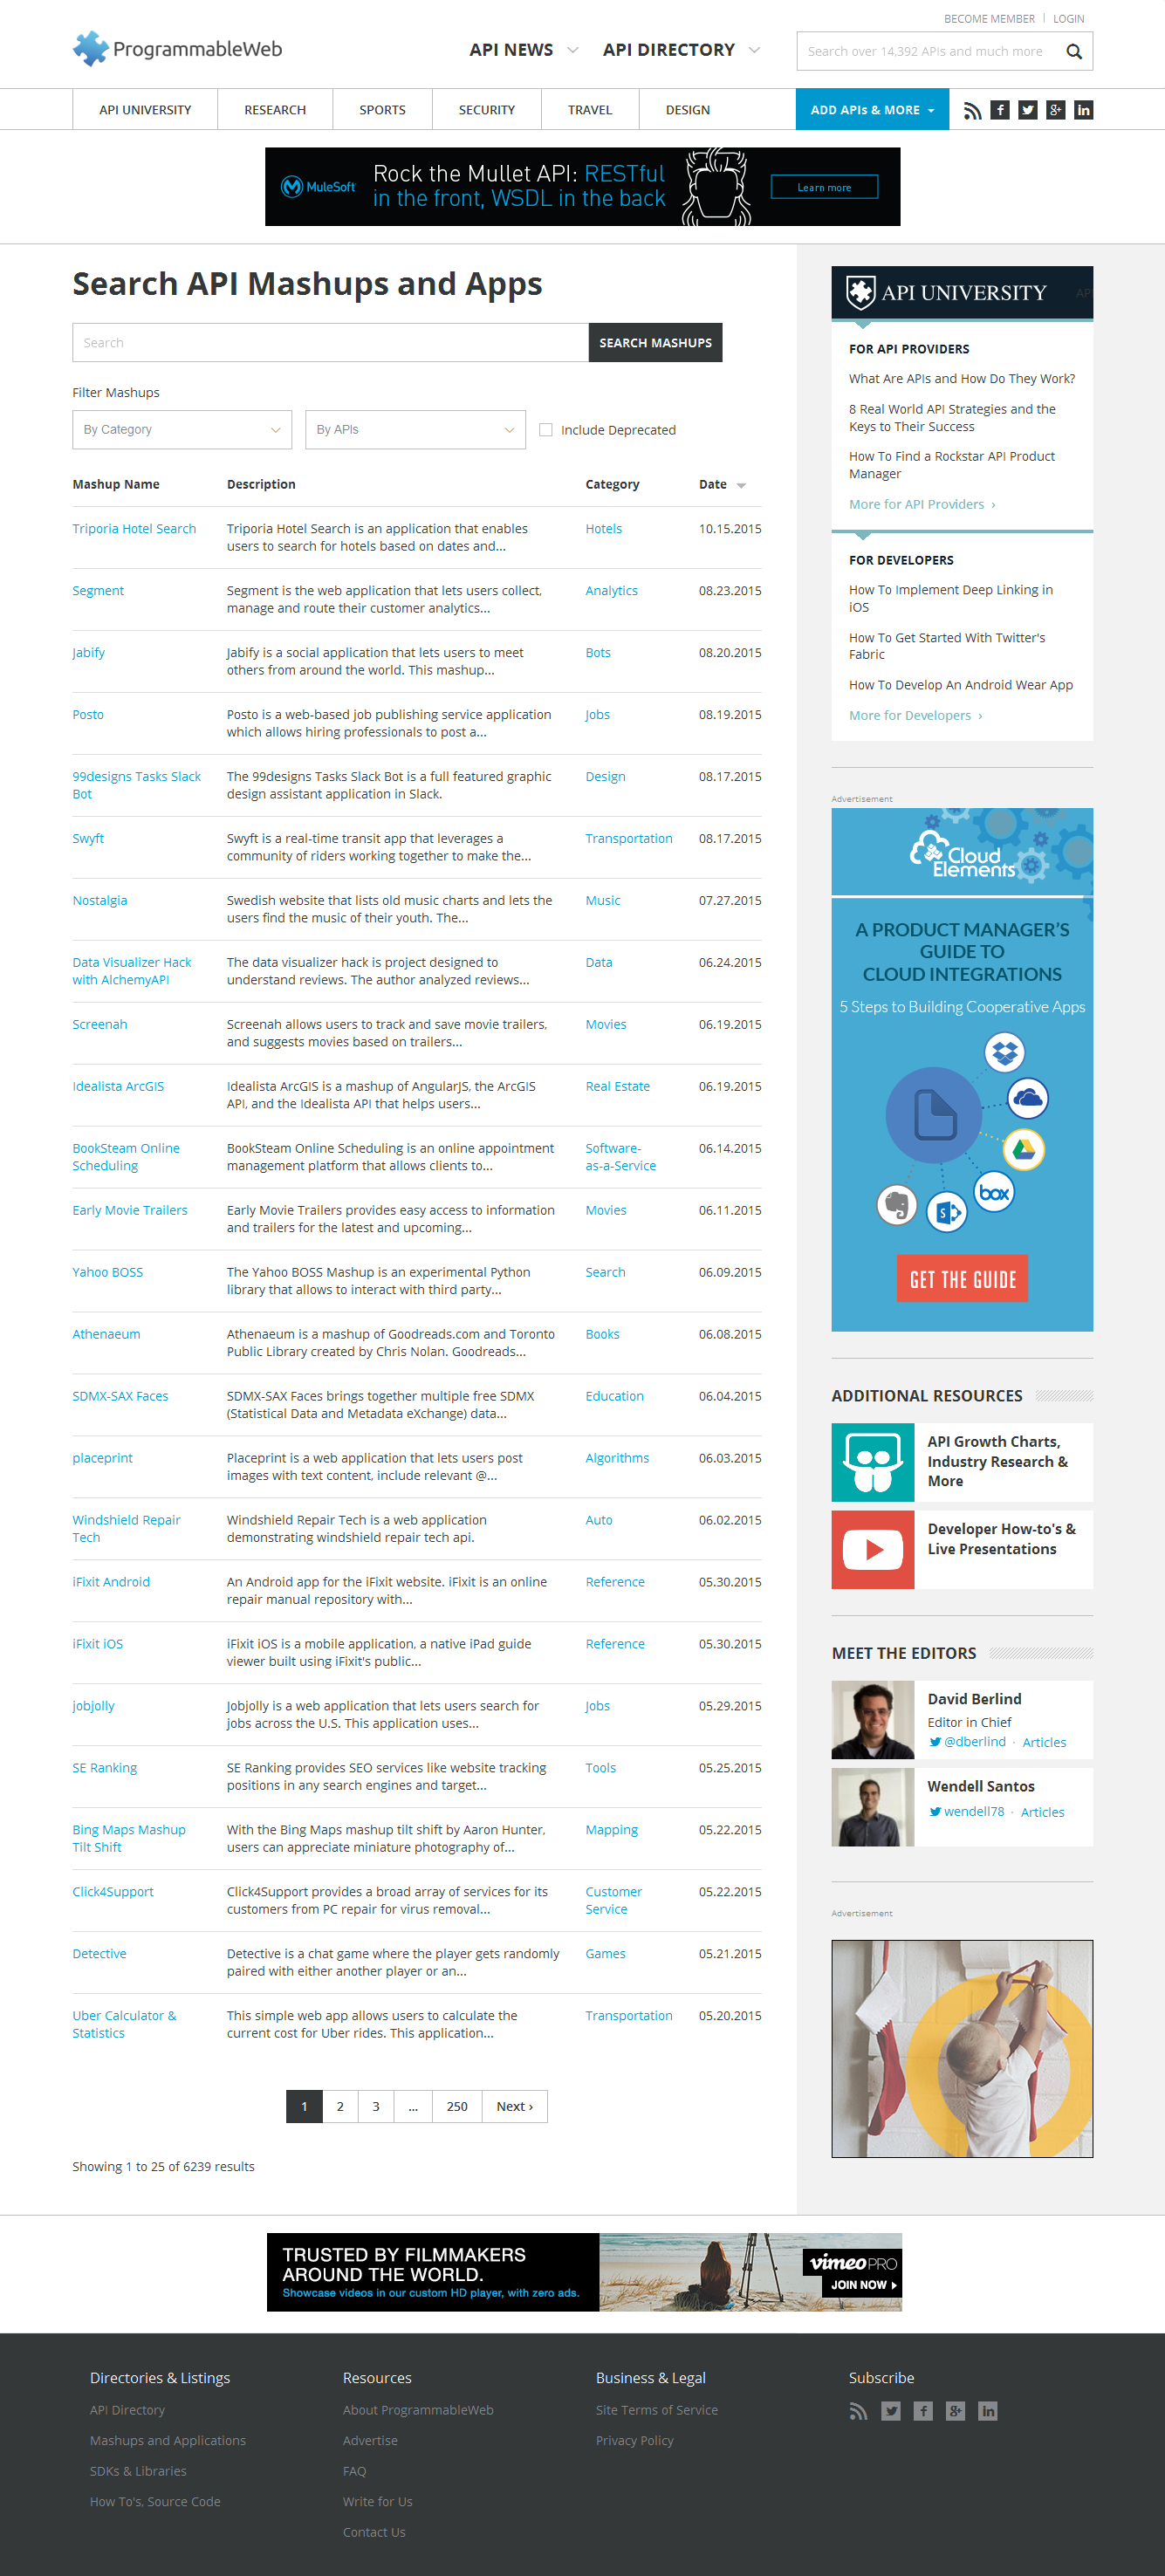 BECOME MEMBER | LOGIN
ProgrammableWeb
API NEWS
API DIRECTORY
Search over 14,392 APIs and much more
API UNIVERSITY
RESEARCH
SPORTS
SECURITY
TRAVEL
DESIGN
ADD APIs & MORE
MuleSoft
Rock the Mullet API: RESTful
in the front, WSDL in the back
Learn more
Search API Mashups and Apps
Search
SEARCH MASHUPS
Filter Mashups
By Category
By APIs
Include Deprecated
Mashup Name Description Category Date
Triporia Hotel Search Triporia Hotel Search is an application that enables Hotels 10.15.2015
users to search for hotels based on dates and...
Segment Segment is the web application that lets users collect, Analytics 08.23.2015
manage and route their customer analytics...
Jabify Jabify is a social application that lets users to meet Bots 08.20.2015
others from around the world. This mashup...
Posto Posto is a web-based job publishing service application Jobs 08.19.2015
which allows hiring professionals to post a...
99designs Tasks Slack The 99designs Tasks Slack Bot is a full featured graphic Design 08.17.2015
Bot design assistant application in Slack.
Swyft Swyft is a real-time transit app that leverages a Transportation 08.17.2015
community of riders working together to make the...
Nostalgia Swedish website that lists old music charts and lets the Music 07.27.2015
users find the music of their youth. The...
Data Visualizer Hack The data visualizer hack is project designed to Data 06.24.2015
with AlchemyAPI understand reviews. The author analyzed reviews...
Screenah Screenah allows users to track and save movie trailers, Movies 06.19.2015
and suggests movies based on trailers...
Idealista ArcGIS Idealista ArcGIS is a mashup of AngularJS, the ArcGIS Real Estate 06.19.2015
API, and the Idealista API that helps users...
BookSteam Online BookSteam Online Scheduling is an online appointment Software- 06.14.2015
Scheduling management platform that allows clients to... as-a-Service
Early Movie Trailers Early Movie Trailers provides easy access to information Movies 06.11.2015
and trailers for the latest and upcoming...
Yahoo BOSS The Yahoo BOSS Mashup is an experimental Python Search 06.09.2015
library that allows to interact with third party...
Athenaeum Athenaeum is a mashup of Goodreads.com and Toronto Books 06.08.2015
Public Library created by Chris Nolan. Goodreads...
SDMX-SAX Faces SDMX-SAX Faces brings together multiple free SDMX Education 06.04.2015
(Statistical Data and Metadata eXchange) data...
placeprint Placeprint is a web application that lets users post Algorithms 06.03.2015
images with text content, include relevant @...
Windshield Repair Windshield Repair Tech is a web application Auto 06.02.2015
Tech demonstrating windshield repair tech api.
iFixit Android An Android app for the iFixit website. iFixit is an online Reference 05.30.2015
repair manual repository with...
iFixit iOS iFixit iOS is a mobile application, a native iPad guide Reference 05.30.2015
viewer built using iFixit's public...
jobjolly Jobjolly is a web application that lets users search for Jobs 05.29.2015
jobs across the U.S. This application uses...
SE Ranking SE Ranking provides SEO services like website tracking Tools 05.25.2015
positions in any search engines and target...
Bing Maps Mashup With the Bing Maps mashup tilt shift by Aaron Hunter, Mapping 05.22.2015
Tilt Shift users can appreciate miniature photography of...
Click4Support Click4Support provides a broad array of services for its Customer 05.22.2015
customers from PC repair for virus removal... Service
Detective Detective is a chat game where the player gets randomly Games 05.21.2015
paired with either another player or an...
Uber Calculator & This simple web app allows users to calculate the Transportation 05.20.2015
Statistics current cost for Uber rides. This application...
1 2 3 ... 250 Next ›
Showing 1 to 25 of 6239 results
API UNIVERSITY
AP
FOR API PROVIDERS
What Are APIs and How Do They Work?
8 Real World API Strategies and the
Keys to Their Success
How To Find a Rockstar API Product
Manager
More for API Providers ›
FOR DEVELOPERS
How To Implement Deep Linking in
iOS
How To Get Started With Twitter's
Fabric
How To Develop An Android Wear App
More for Developers ›
Advertisement
Cloud
Elements
A PRODUCT MANAGER'S
GUIDE TO
CLOUD INTEGRATIONS
5 Steps to Building Cooperative Apps
box
S
GET THE GUIDE
ADDITIONAL RESOURCES
API Growth Charts,
Industry Research &
More
Developer How-to's &
Live Presentations
MEET THE EDITORS
David Berlind
Editor in Chief
@dberlind · Articles
Wendell Santos
wendell78 · Articles
Advertisement
TRUSTED BY FILMMAKERS
AROUND THE WORLD.
Showcase videos in our custom HD player, with zero ads.
vimeo PRO
JOIN NOW
Directories & Listings
API Directory
Mashups and Applications
SDKs & Libraries
How To's, Source Code
Resources
About ProgrammableWeb
Advertise
FAQ
Write for Us
Contact Us
Business & Legal
Site Terms of Service
Privacy Policy
Subscribe